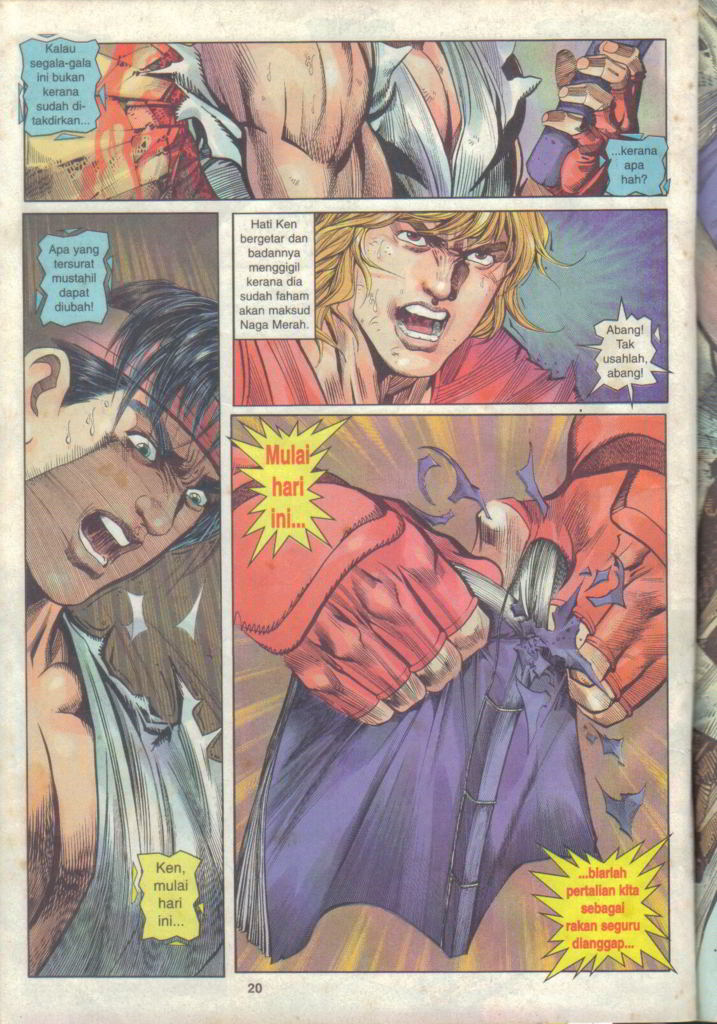 Kalau
segala-gala
ini bukan
kerana
sudah di-
takdirkan...
...kerana
apa
hah?
Apa yang
tersurat
mustahil
dapat
diubah!
Ken,
mulai
hari
ini...
Hati Ken
bergetar dan
badannya
menggigil
kerana dia
sudah faham
akan maksud
Naga Merah.
Abang!
Tak
usahlah,
abang!
Mulai
hari
ini...
...biarlah
pertalian kita
sebagai
rakan seguru
dianggap...
20